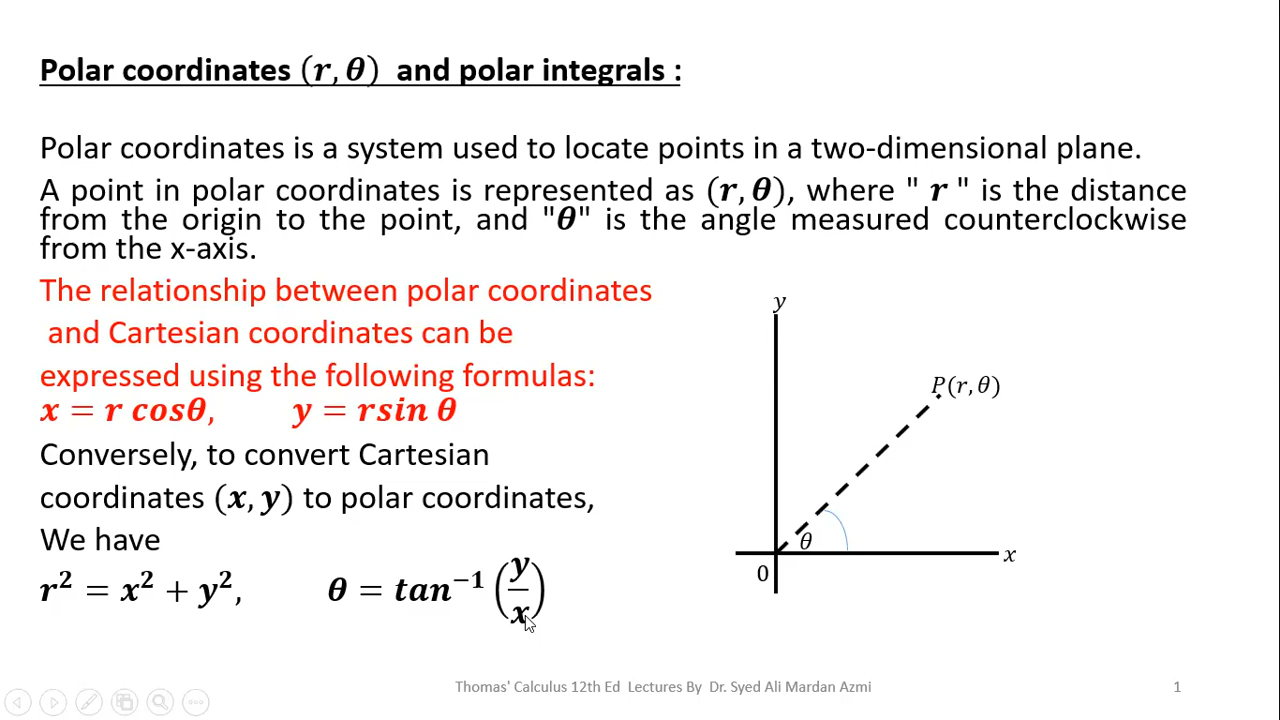 Polar coordinates (r, θ) and polar integrals :
Polar coordinates is a system used to locate points in a two-dimensional plane.
A point in polar coordinates is represented as (r, θ), where " r " is the distance
from the origin to the point, and "θ" is the angle measured counterclockwise
from the x-axis.
The relationship between polar coordinates
and Cartesian coordinates can be
expressed using the following formulas:
x = r cosθ, y = rsin θ
Conversely, to convert Cartesian
coordinates (x, y) to polar coordinates,
We have
r² = x² + y², θ = tan⁻¹ (y/x)
y
P(r, θ)
θ
x
0
Thomas' Calculus 12th Ed Lectures By Dr. Syed Ali Mardan Azmi
1